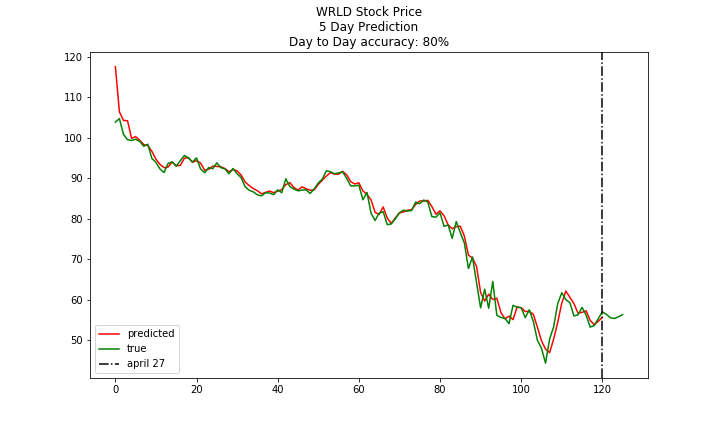 WRLD Stock Price
5 Day Prediction
Day to Day accuracy: 80%
120
110
100
90
80
70
60
50
predicted
true
april 27
0 20 40 60 80 100 120